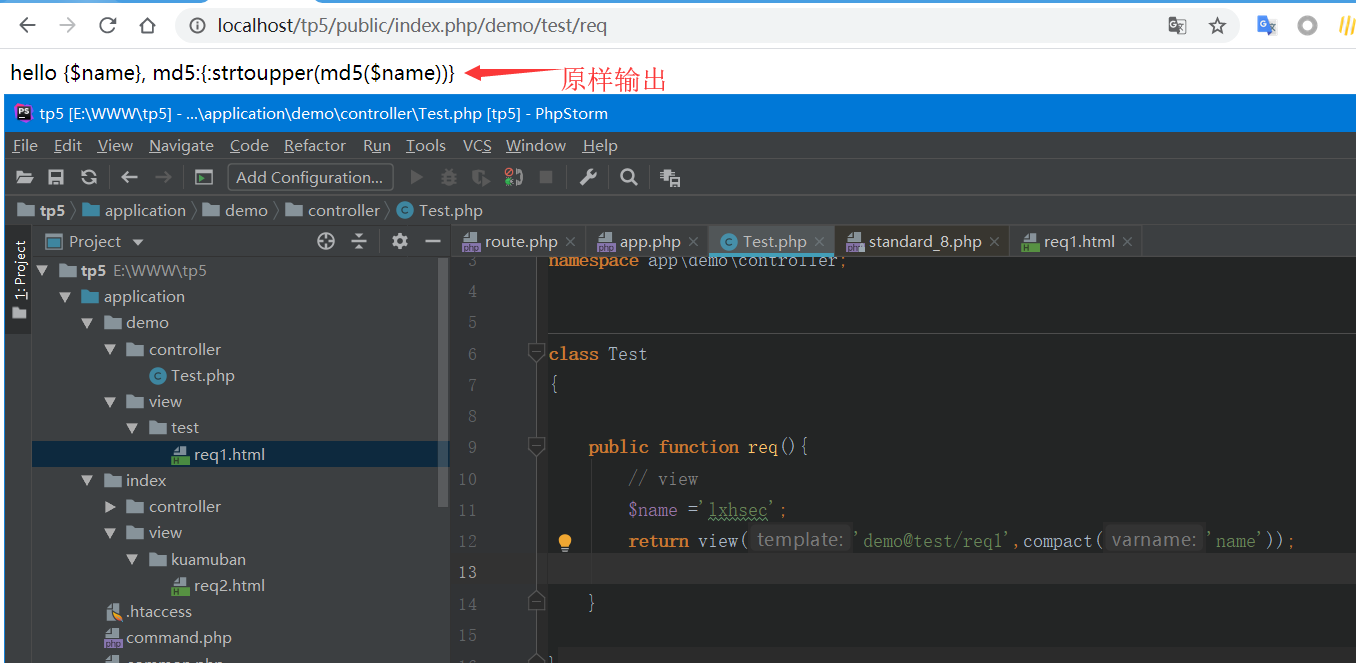 localhost/tp5/public/index.php/demo/test/req
hello {$name}, md5:{:strtoupper(md5($name))}
原样输出
PS tp5 [E:\WWW\tp5] - ...\application\demo\controller\Test.php [tp5] - PhpStorm
File Edit View Navigate Code Refactor Run Tools VCS Window Help
Add Configuration...
tp5 application demo controller Test.php
1: Project
Project
route.php app.php Test.php standard_8.php req1.html
tp5 E:\WWW\tp5
application
demo
controller
Test.php
view
test
req1.html
index
controller
view
kuamuban
req2.html
.htaccess
command.php
common.php
3 namespace app\demo\controller;
4
5
6 class Test
7 {
8
9 public function req(){
10 // view
11 $name ='lxhsec';
12 return view( template: 'demo@test/req1',compact( varname: 'name'));
13
14 }
15
16 }